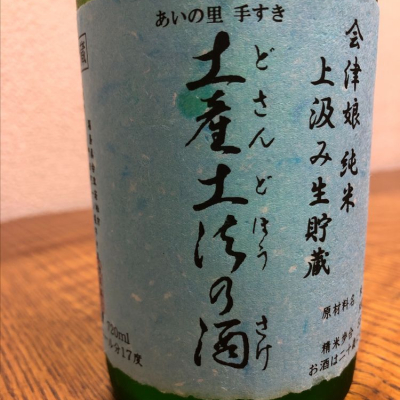 あいの里 手すき
会津娘 純米
上汲み生貯蔵
土産土法の酒
どさんどほう さけ
原材料名
精米歩合
お酒は二十歳
720ml
分17度